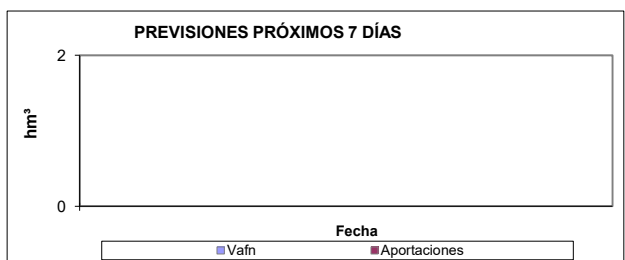 PREVISIONES PRÓXIMOS 7 DÍAS
2
hm³
0
Fecha
Vafn Aportaciones